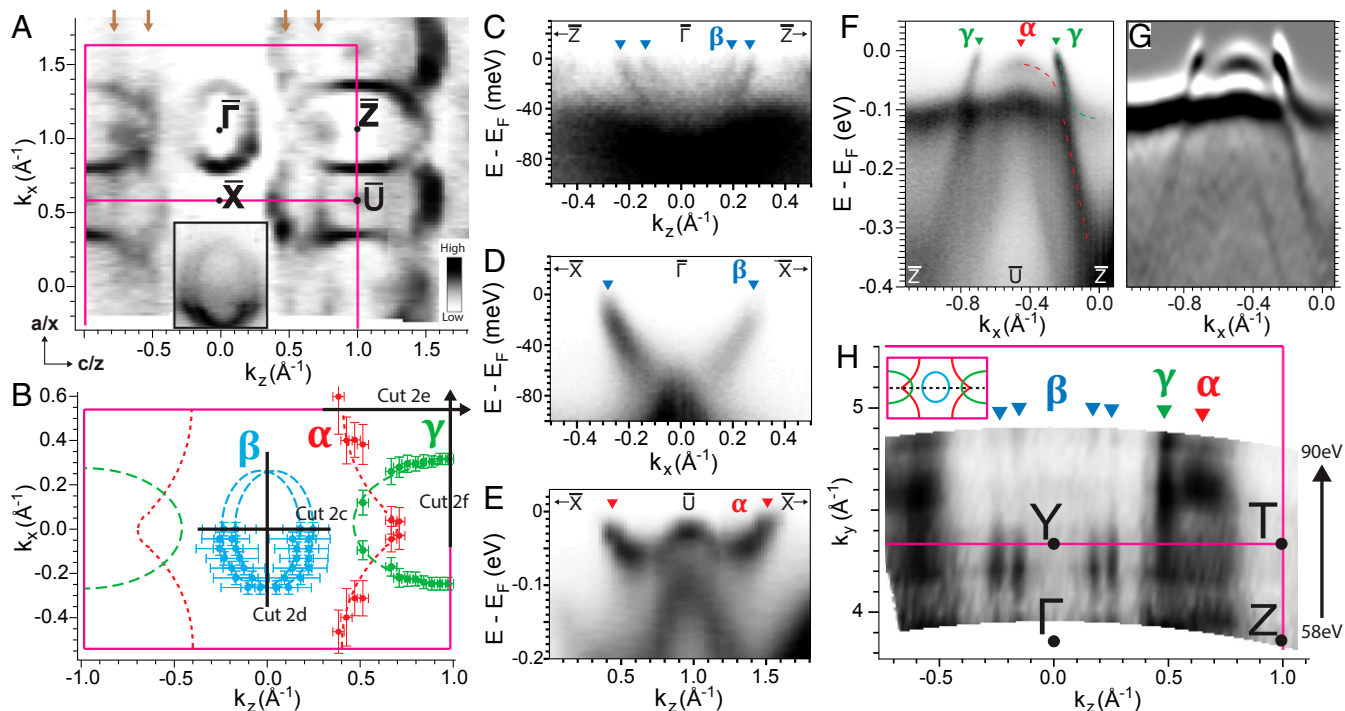 A
Γ̅
Z̅
X̅
U̅
High
Low
1.5
1.0
0.5
0.0
kx(Å⁻¹)
-0.5 0.0 0.5 1.0 1.5
kz(Å⁻¹)
a/x
c/z
B
Cut 2e
β
α
γ
Cut 2f
Cut 2c
Cut 2d
0.6
0.4
0.2
0.0
-0.2
-0.4
kx(Å⁻¹)
-1.0 -0.5 0.0 0.5 1.0
kz(Å⁻¹)
C
←Z̅ Γ̅ β Z̅→
0
-40
-80
E - EF (meV)
-0.4 -0.2 0.0 0.2 0.4
kz(Å⁻¹)
D
←X̅ Γ̅ β X̅→
0
-40
-80
E - EF (meV)
-0.4 -0.2 0.0 0.2 0.4
kx(Å⁻¹)
E
←X̅ U̅ α X̅→
0
-0.1
-0.2
E - EF (eV)
0.5 1.0 1.5
kz(Å⁻¹)
F
γ α γ
0.0
-0.1
-0.2
-0.3
-0.4
E - EF (eV)
Z̅ U̅ Z̅
-0.8 -0.4 0.0
kx(Å⁻¹)
G
-0.8 -0.4 0.0
kx(Å⁻¹)
H
β γ α
5
4
ky(Å⁻¹)
Y T
Γ Z
90eV
58eV
-0.5 0.0 0.5 1.0
kz(Å⁻¹)